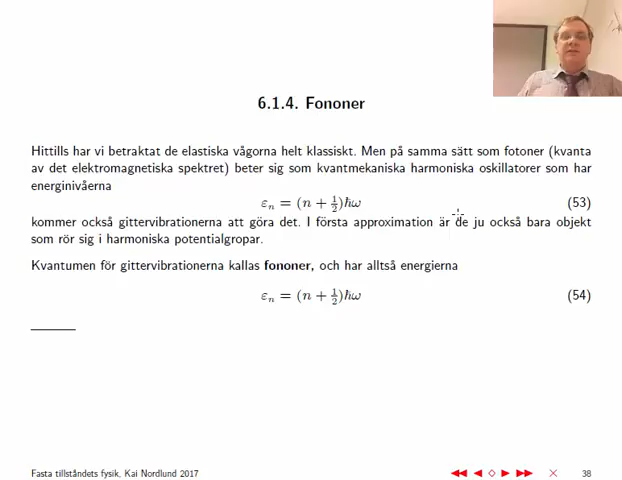 6.1.4. Fononer
Hittills har vi betraktat de elastiska vågorna helt klassiskt. Men på samma sätt som fotoner (kvanta
av det elektromagnetiska spektret) beter sig som kvantmekaniska harmoniska oskillatorer som har
energinivåerna
εₙ = (n + ½)ℏω (53)
kommer också gittervibrationerna att göra det. I första approximation är de ju också bara objekt
som rör sig i harmoniska potentialgropar.
Kvantumen för gittervibrationerna kallas fononer, och har alltså energierna
εₙ = (n + ½)ℏω (54)
Fasta tillståndets fysik, Kai Nordlund 2017 38